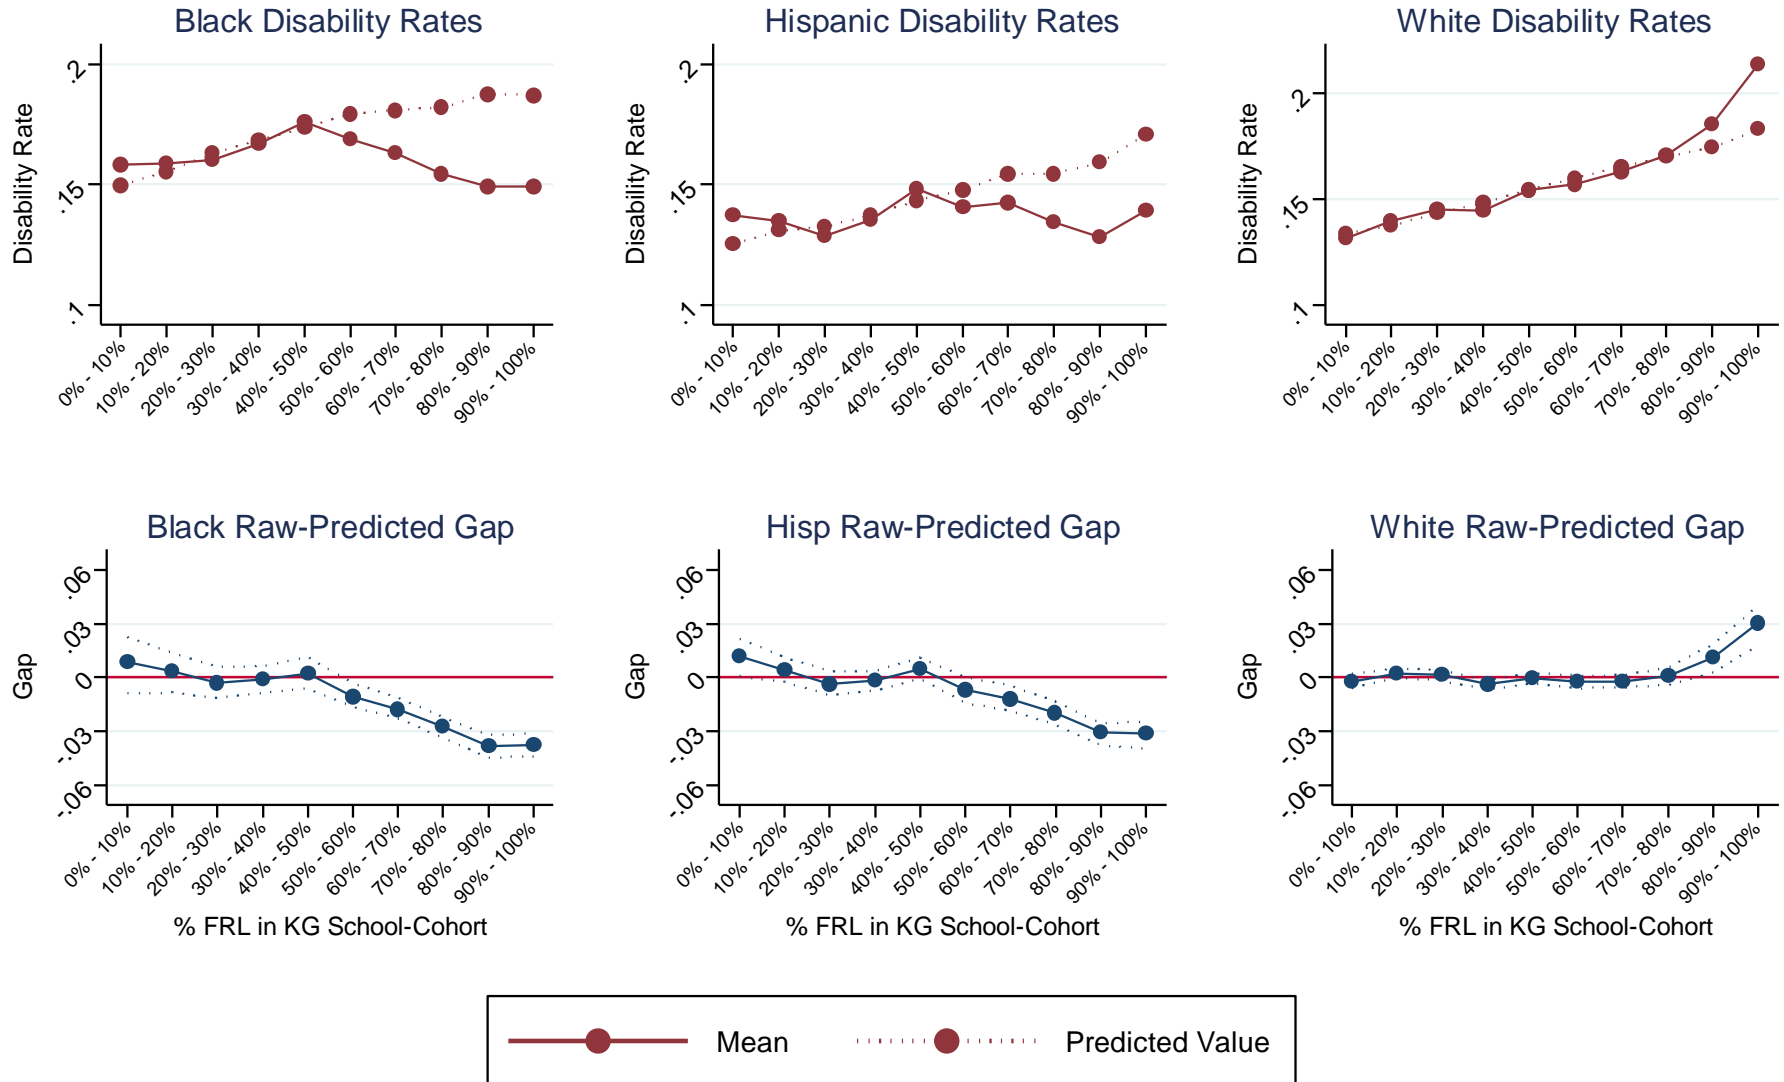 Black Disability Rates
Hispanic Disability Rates
White Disability Rates
Disability Rate
.2
.15
.1
0% - 10%
10% - 20%
20% - 30%
30% - 40%
40% - 50%
50% - 60%
60% - 70%
70% - 80%
80% - 90%
90% - 100%
Disability Rate
.2
.15
.1
0% - 10%
10% - 20%
20% - 30%
30% - 40%
40% - 50%
50% - 60%
60% - 70%
70% - 80%
80% - 90%
90% - 100%
Disability Rate
.2
.15
.1
0% - 10%
10% - 20%
20% - 30%
30% - 40%
40% - 50%
50% - 60%
60% - 70%
70% - 80%
80% - 90%
90% - 100%
Black Raw-Predicted Gap
Hisp Raw-Predicted Gap
White Raw-Predicted Gap
Gap
.06
.03
0
-.03
-.06
0% - 10%
10% - 20%
20% - 30%
30% - 40%
40% - 50%
50% - 60%
60% - 70%
70% - 80%
80% - 90%
90% - 100%
% FRL in KG School-Cohort
Gap
.06
.03
0
-.03
-.06
0% - 10%
10% - 20%
20% - 30%
30% - 40%
40% - 50%
50% - 60%
60% - 70%
70% - 80%
80% - 90%
90% - 100%
% FRL in KG School-Cohort
Gap
.06
.03
0
-.03
-.06
0% - 10%
10% - 20%
20% - 30%
30% - 40%
40% - 50%
50% - 60%
60% - 70%
70% - 80%
80% - 90%
90% - 100%
% FRL in KG School-Cohort
Mean
Predicted Value